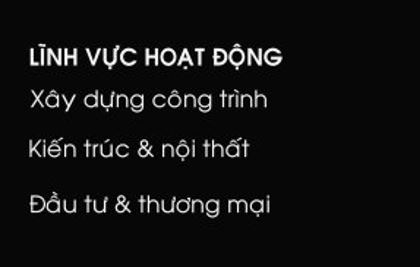 LĨNH VỰC HOẠT ĐỘNG
Xây dựng công trình
Kiến trúc & nội thất
Đầu tư & thương mại